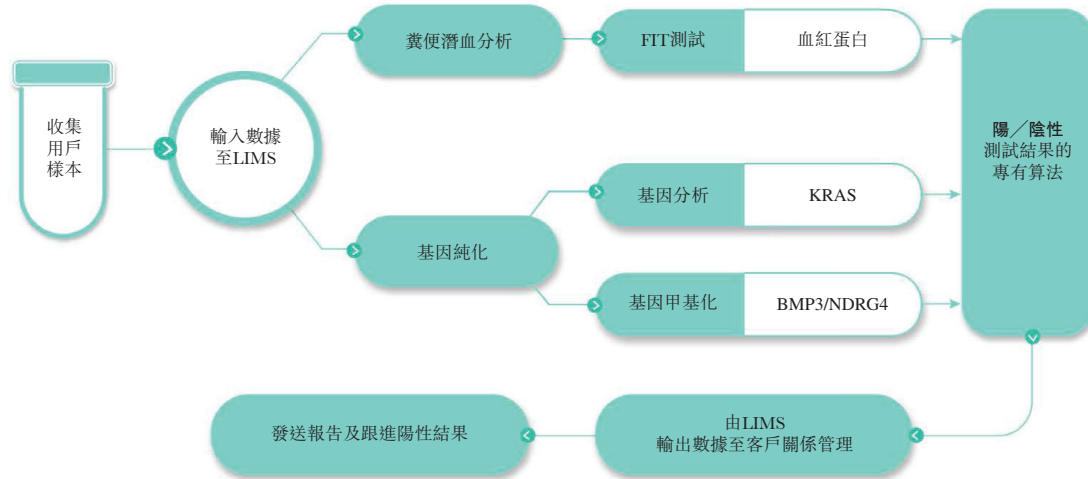 收集
用戶
樣本
輸入數據
至LIMS
糞便潛血分析
FIT測試
血紅蛋白
基因純化
基因分析
KRAS
基因甲基化
BMP3/NDRG4
陽／陰性
測試結果的
專有算法
由LIMS
輸出數據至客戶關係管理
發送報告及跟進陽性結果